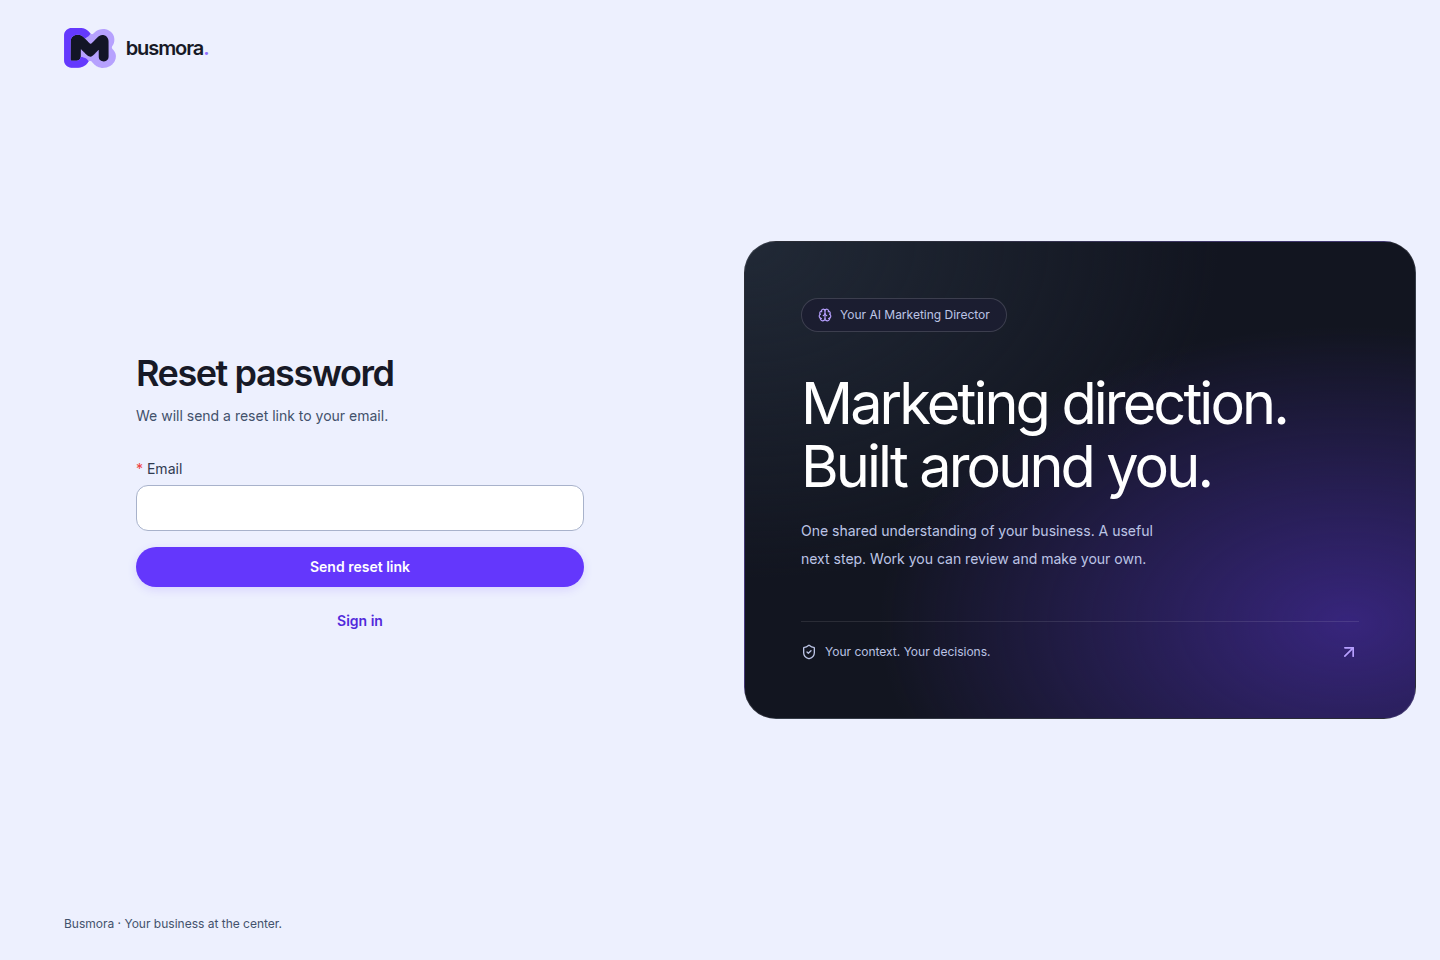 busmora.
Reset password
We will send a reset link to your email.
* Email
Send reset link
Sign in
Your AI Marketing Director
Marketing direction.
Built around you.
One shared understanding of your business. A useful
next step. Work you can review and make your own.
Your context. Your decisions.
Busmora · Your business at the center.